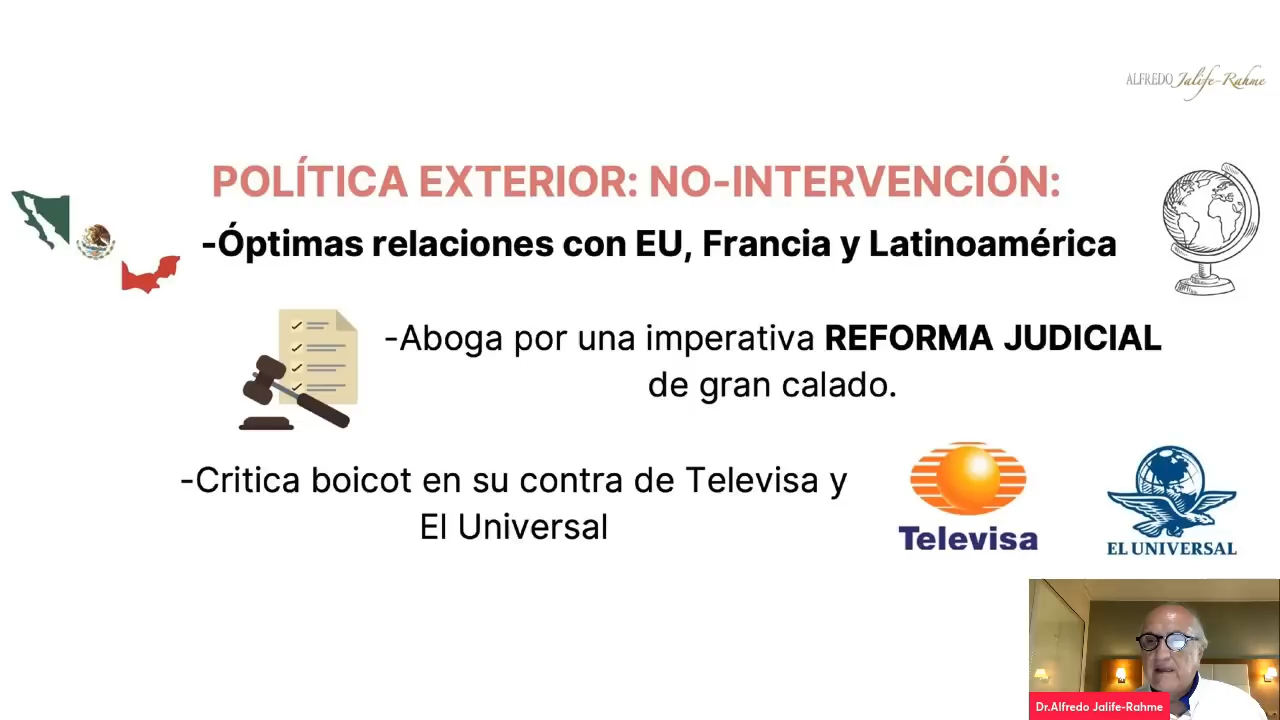 ALFREDO Jalife-Rahme
POLÍTICA EXTERIOR: NO-INTERVENCIÓN:
-Óptimas relaciones con EU, Francia y Latinoamérica
-Aboga por una imperativa REFORMA JUDICIAL
de gran calado.
-Critica boicot en su contra de Televisa y
El Universal
Televisa
EL UNIVERSAL
Dr.Alfredo Jalife-Rahme